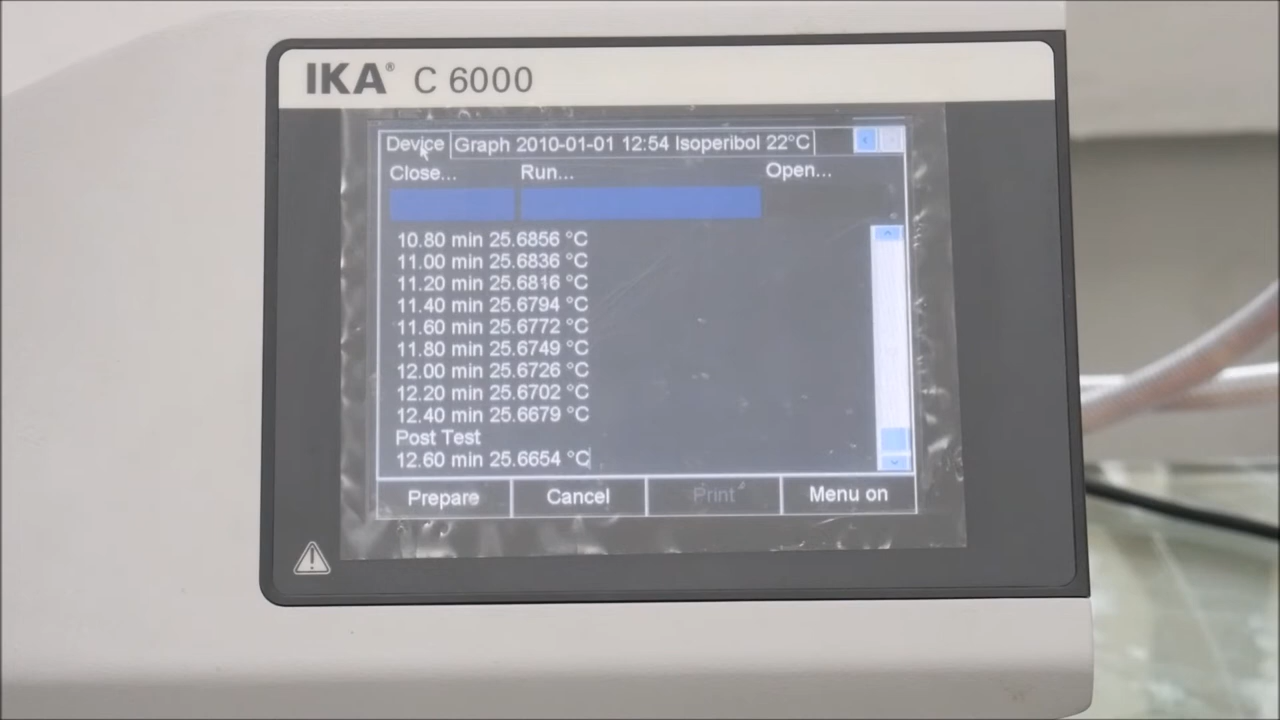 IKA® C 6000
Device Graph 2010-01-01 12:54 Isoperibol 22°C
Close... Run... Open...
10.80 min 25.6856 °C
11.00 min 25.6836 °C
11.20 min 25.6816 °C
11.40 min 25.6794 °C
11.60 min 25.6772 °C
11.80 min 25.6749 °C
12.00 min 25.6726 °C
12.20 min 25.6702 °C
12.40 min 25.6679 °C
Post Test
12.60 min 25.6654 °C
Prepare Cancel Print Menu on